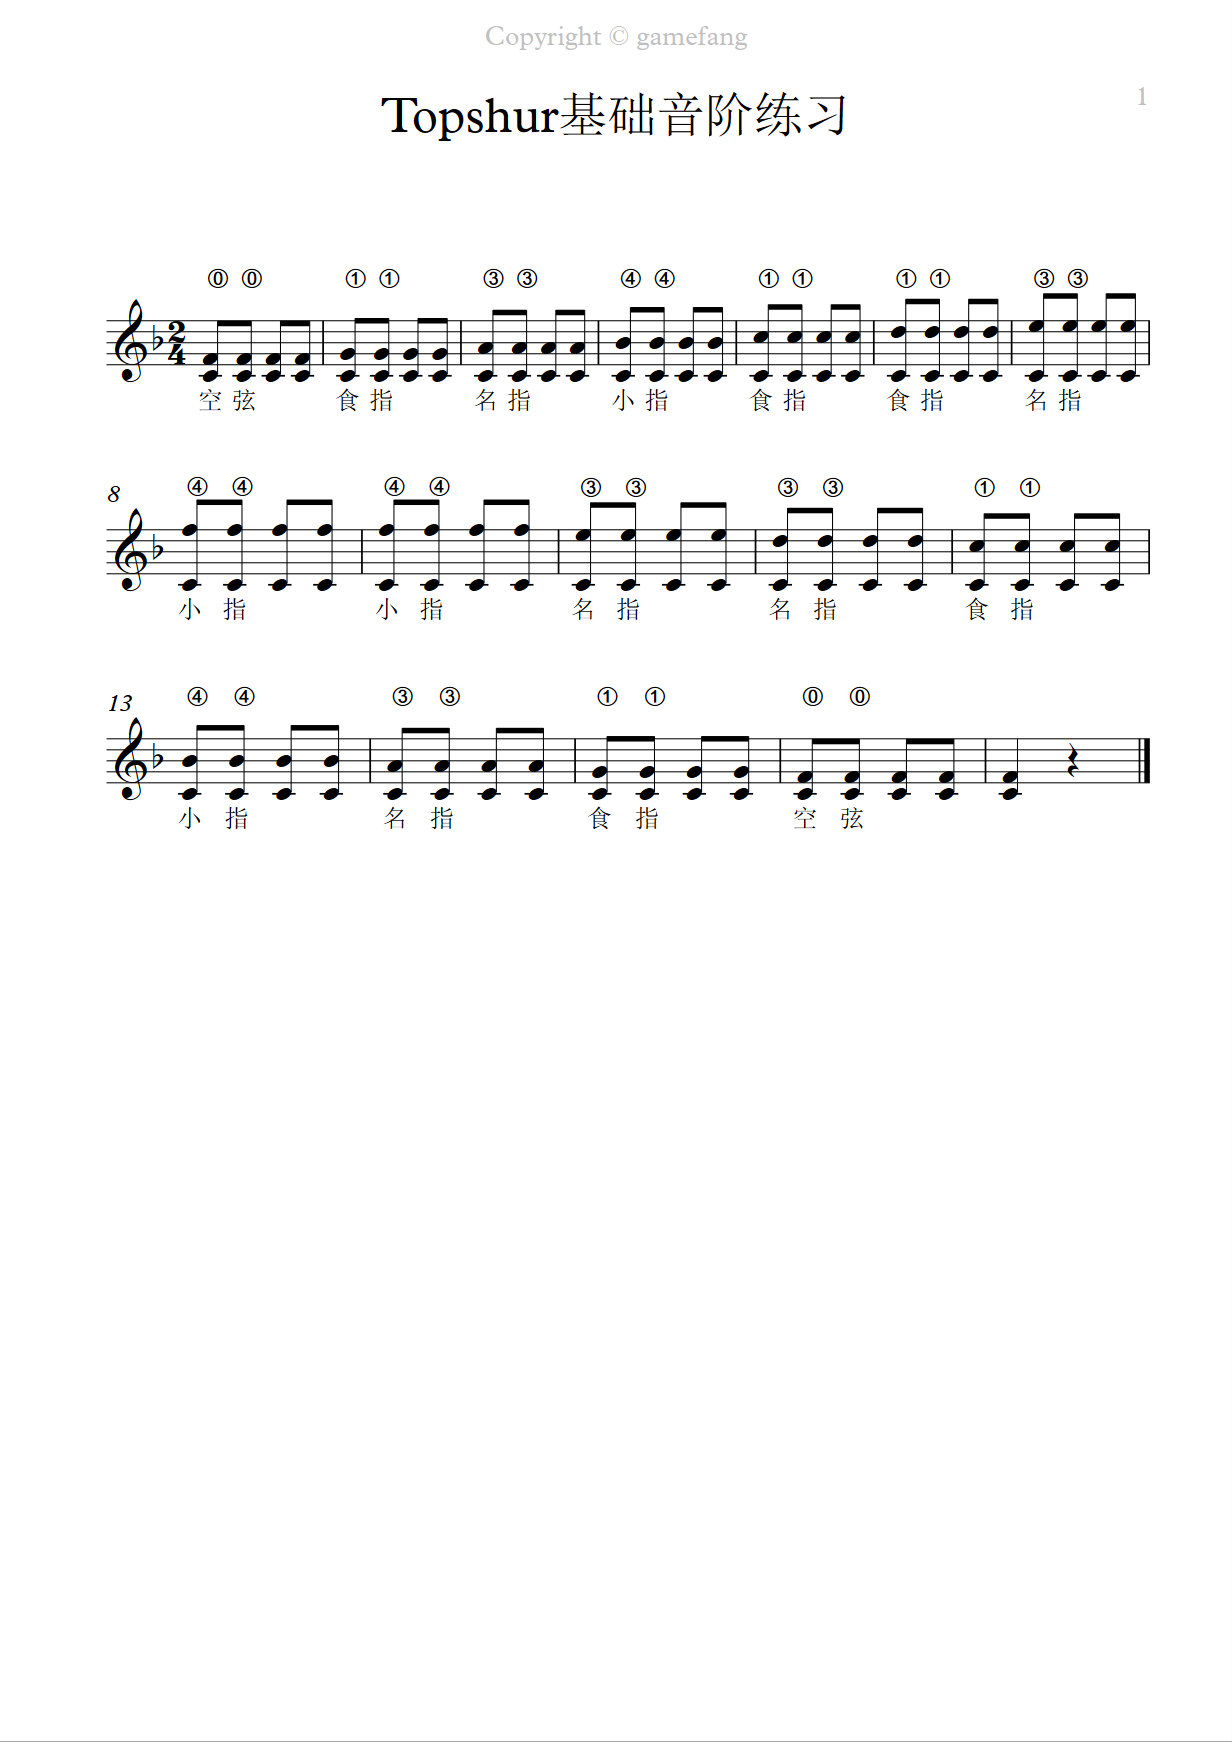 Copyright © gamefang
1
Topshur基础音阶练习
⓪ ⓪ ① ① ③ ③ ④ ④ ① ① ① ① ③ ③
2
4
空 弦 食 指 名 指 小 指 食 指 食 指 名 指
8 ④ ④ ④ ④ ③ ③ ③ ③ ① ①
小 指 小 指 名 指 名 指 食 指
13 ④ ④ ③ ③ ① ① ⓪ ⓪
小 指 名 指 食 指 空 弦